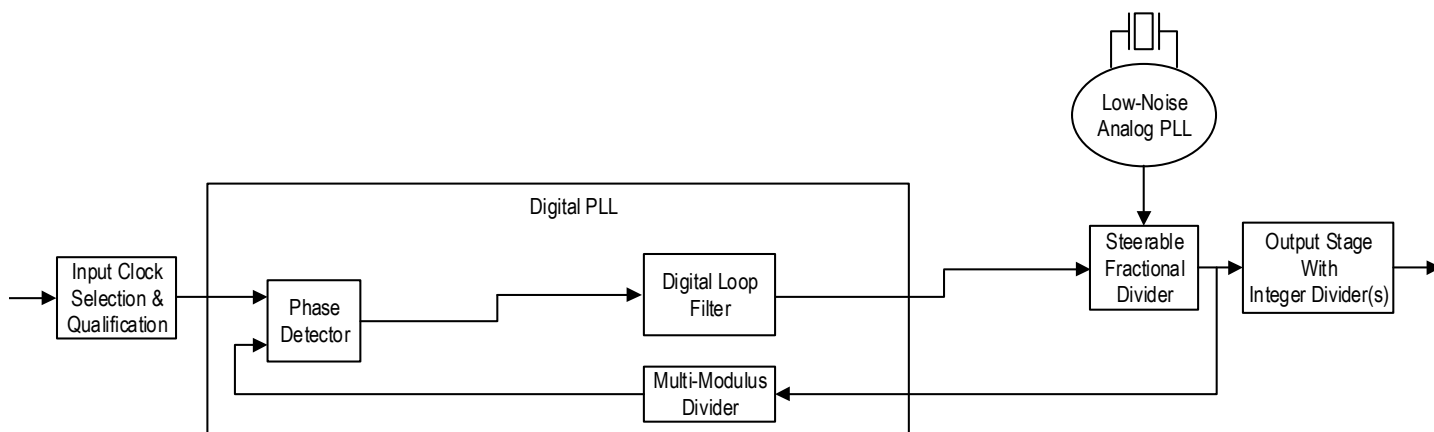 Low-Noise
Analog PLL
Digital PLL
Input Clock
Selection &
Qualification
Phase
Detector
Digital Loop
Filter
Multi-Modulus
Divider
Steerable
Fractional
Divider
Output Stage
With
Integer Divider(s)